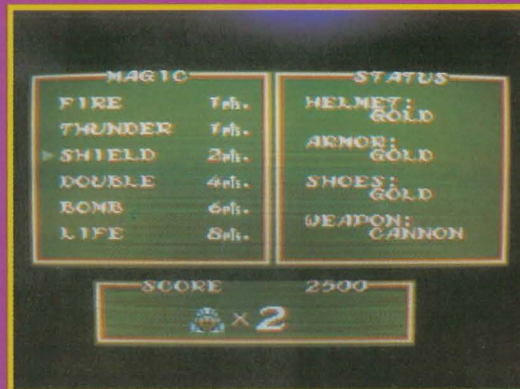 MAGIC
FIRE 1pts.
THUNDER 1pts.
SHIELD 2pts.
DOUBLE 4pts.
BOMB 6pts.
LIFE 8pts.
STATUS
HELMET:
GOLD
ARMOR:
GOLD
SHOES:
GOLD
WEAPON:
CANNON
SCORE 2500
×2